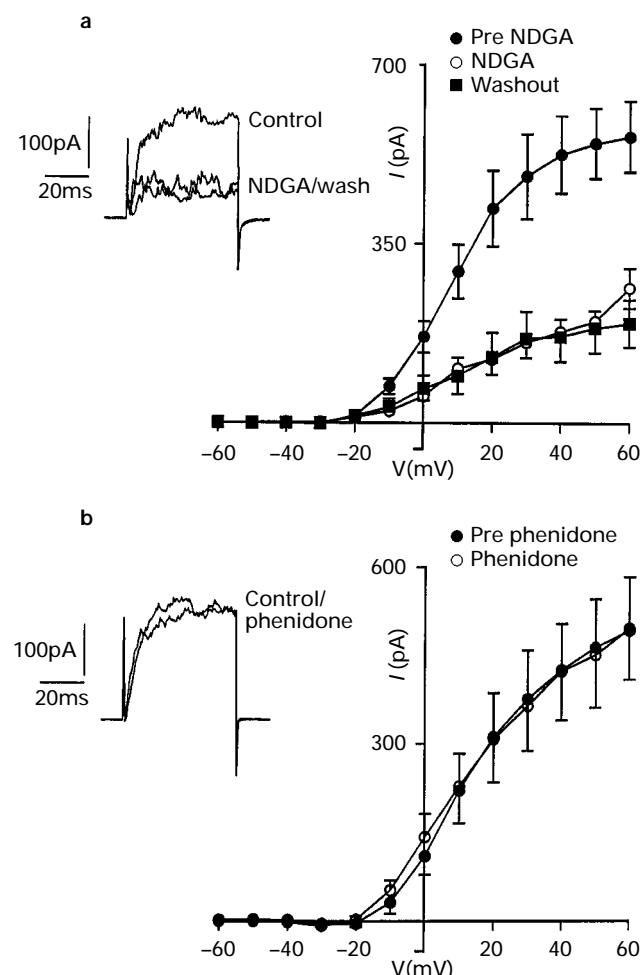 a
Pre NDGA
NDGA
Washout
700
350
I (pA)
Control
NDGA/wash
100pA
20ms
−60 −40 −20 20 40 60
V(mV)
b
Pre phenidone
Phenidone
600
300
I (pA)
Control/
phenidone
100pA
20ms
−60 −40 −20 20 40 60
V(mV)